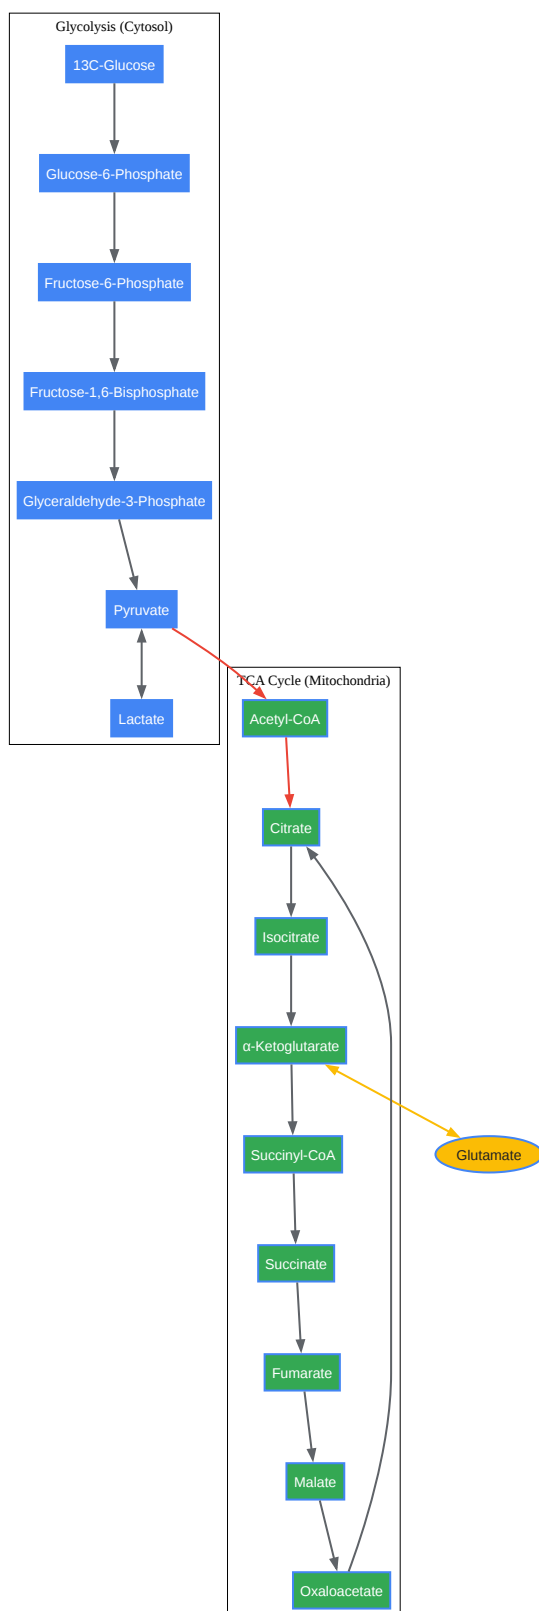 Glycolysis (Cytosol)
13C-Glucose
Glucose-6-Phosphate
Fructose-6-Phosphate
Fructose-1,6-Bisphosphate
Glyceraldehyde-3-Phosphate
Pyruvate
Lactate
TCA Cycle (Mitochondria)
Acetyl-CoA
Citrate
Isocitrate
α-Ketoglutarate
Succinyl-CoA
Glutamate
Succinate
Fumarate
Malate
Oxaloacetate